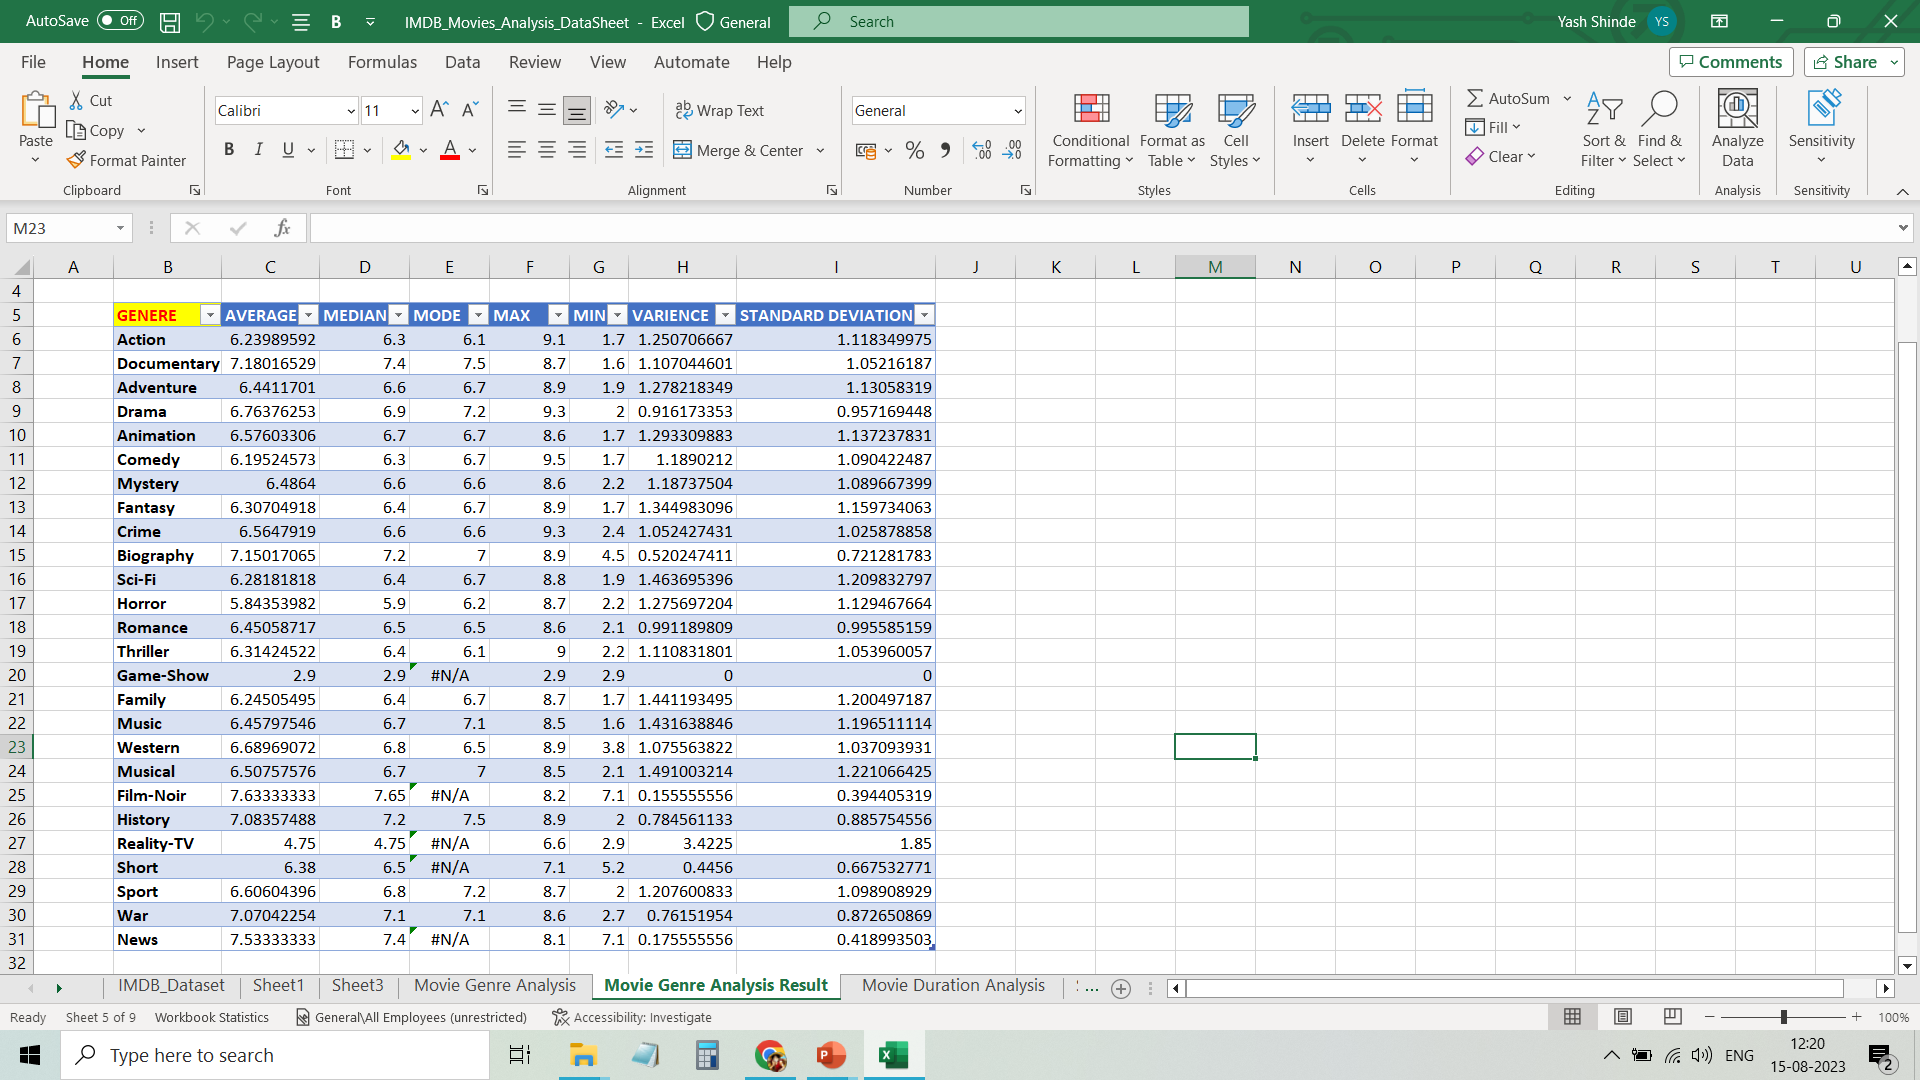 AutoSave Off B IMDB_Movies_Analysis_DataSheet - Excel General Search Yash Shinde YS
File Home Insert Page Layout Formulas Data Review View Automate Help Comments Share
Paste Cut Copy Format Painter Clipboard
Calibri 11 A A B I U A Font
ab Wrap Text Merge & Center Alignment
General % 9 .00 .00 Number
Conditional Formatting Format as Table Cell Styles Styles
Insert Delete Format Cells
AutoSum Fill Clear Sort & Filter Find & Select Editing
Analyze Data Analysis
Sensitivity Sensitivity
M23 fx
A B C D E F G H I J K L M N O P Q R S T U
4
5 GENERE AVERAGE MEDIAN MODE MAX MIN VARIENCE STANDARD DEVIATION
6 Action 6.23989592 6.3 6.1 9.1 1.7 1.250706667 1.118349975
7 Documentary 7.18016529 7.4 7.5 8.7 1.6 1.107044601 1.05216187
8 Adventure 6.4411701 6.6 6.7 8.9 1.9 1.278218349 1.13058319
9 Drama 6.76376253 6.9 7.2 9.3 2 0.916173353 0.957169448
10 Animation 6.57603306 6.7 6.7 8.6 1.7 1.293309883 1.137237831
11 Comedy 6.19524573 6.3 6.7 9.5 1.7 1.1890212 1.090422487
12 Mystery 6.4864 6.6 6.6 8.6 2.2 1.18737504 1.089667399
13 Fantasy 6.30704918 6.4 6.7 8.9 1.7 1.344983096 1.159734063
14 Crime 6.5647919 6.6 6.6 9.3 2.4 1.052427431 1.025878858
15 Biography 7.15017065 7.2 7 8.9 4.5 0.520247411 0.721281783
16 Sci-Fi 6.28181818 6.4 6.7 8.8 1.9 1.463695396 1.209832797
17 Horror 5.84353982 5.9 6.2 8.7 2.2 1.275697204 1.129467664
18 Romance 6.45058717 6.5 6.5 8.6 2.1 0.991189809 0.995585159
19 Thriller 6.31424522 6.4 6.1 9 2.2 1.110831801 1.053960057
20 Game-Show 2.9 2.9 #N/A 2.9 2.9 0 0
21 Family 6.24505495 6.4 6.7 8.7 1.7 1.441193495 1.200497187
22 Music 6.45797546 6.7 7.1 8.5 1.6 1.431638846 1.196511114
23 Western 6.68969072 6.8 6.5 8.9 3.8 1.075563822 1.037093931
24 Musical 6.50757576 6.7 7 8.5 2.1 1.491003214 1.221066425
25 Film-Noir 7.63333333 7.65 #N/A 8.2 7.1 0.155555556 0.394405319
26 History 7.08357488 7.2 7.5 8.9 2 0.784561133 0.885754556
27 Reality-TV 4.75 4.75 #N/A 6.6 2.9 3.4225 1.85
28 Short 6.38 6.5 #N/A 7.1 5.2 0.4456 0.667532771
29 Sport 6.60604396 6.8 7.2 8.7 2 1.207600833 1.098908929
30 War 7.07042254 7.1 7.1 8.6 2.7 0.76151954 0.872650869
31 News 7.53333333 7.4 #N/A 8.1 7.1 0.175555556 0.418993503
32
IMDB_Dataset Sheet1 Sheet3 Movie Genre Analysis Movie Genre Analysis Result Movie Duration Analysis ...
Ready Sheet 5 of 9 Workbook Statistics General\All Employees (unrestricted) Accessibility: Investigate 100%
Type here to search ENG 12:20
15-08-2023 2